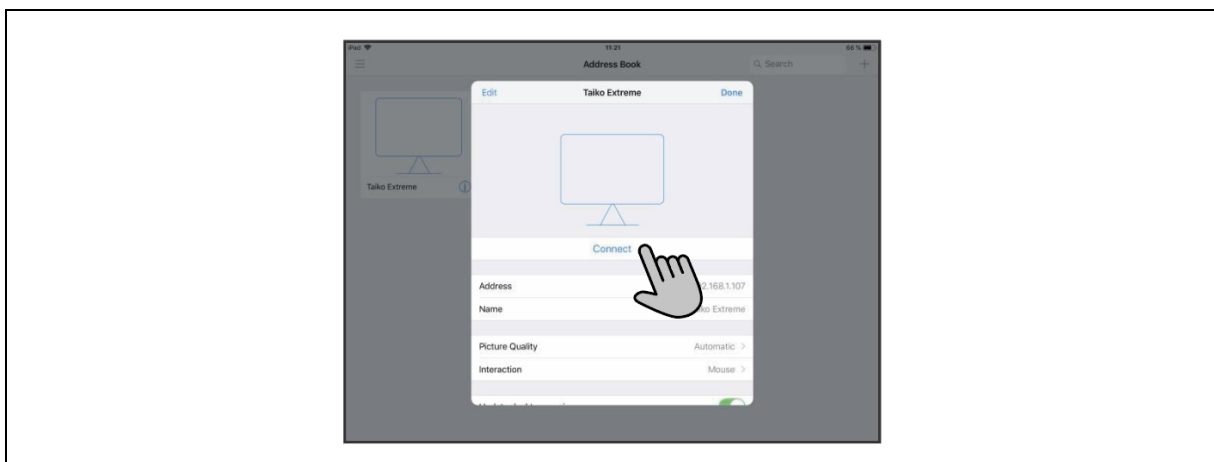 iPad 11:21 66 %
Address Book Search
Edit Taiko Extreme Done
Taiko Extreme
Connect
Address 2.168.1.107
Name ko Extreme
Picture Quality Automatic
Interaction Mouse